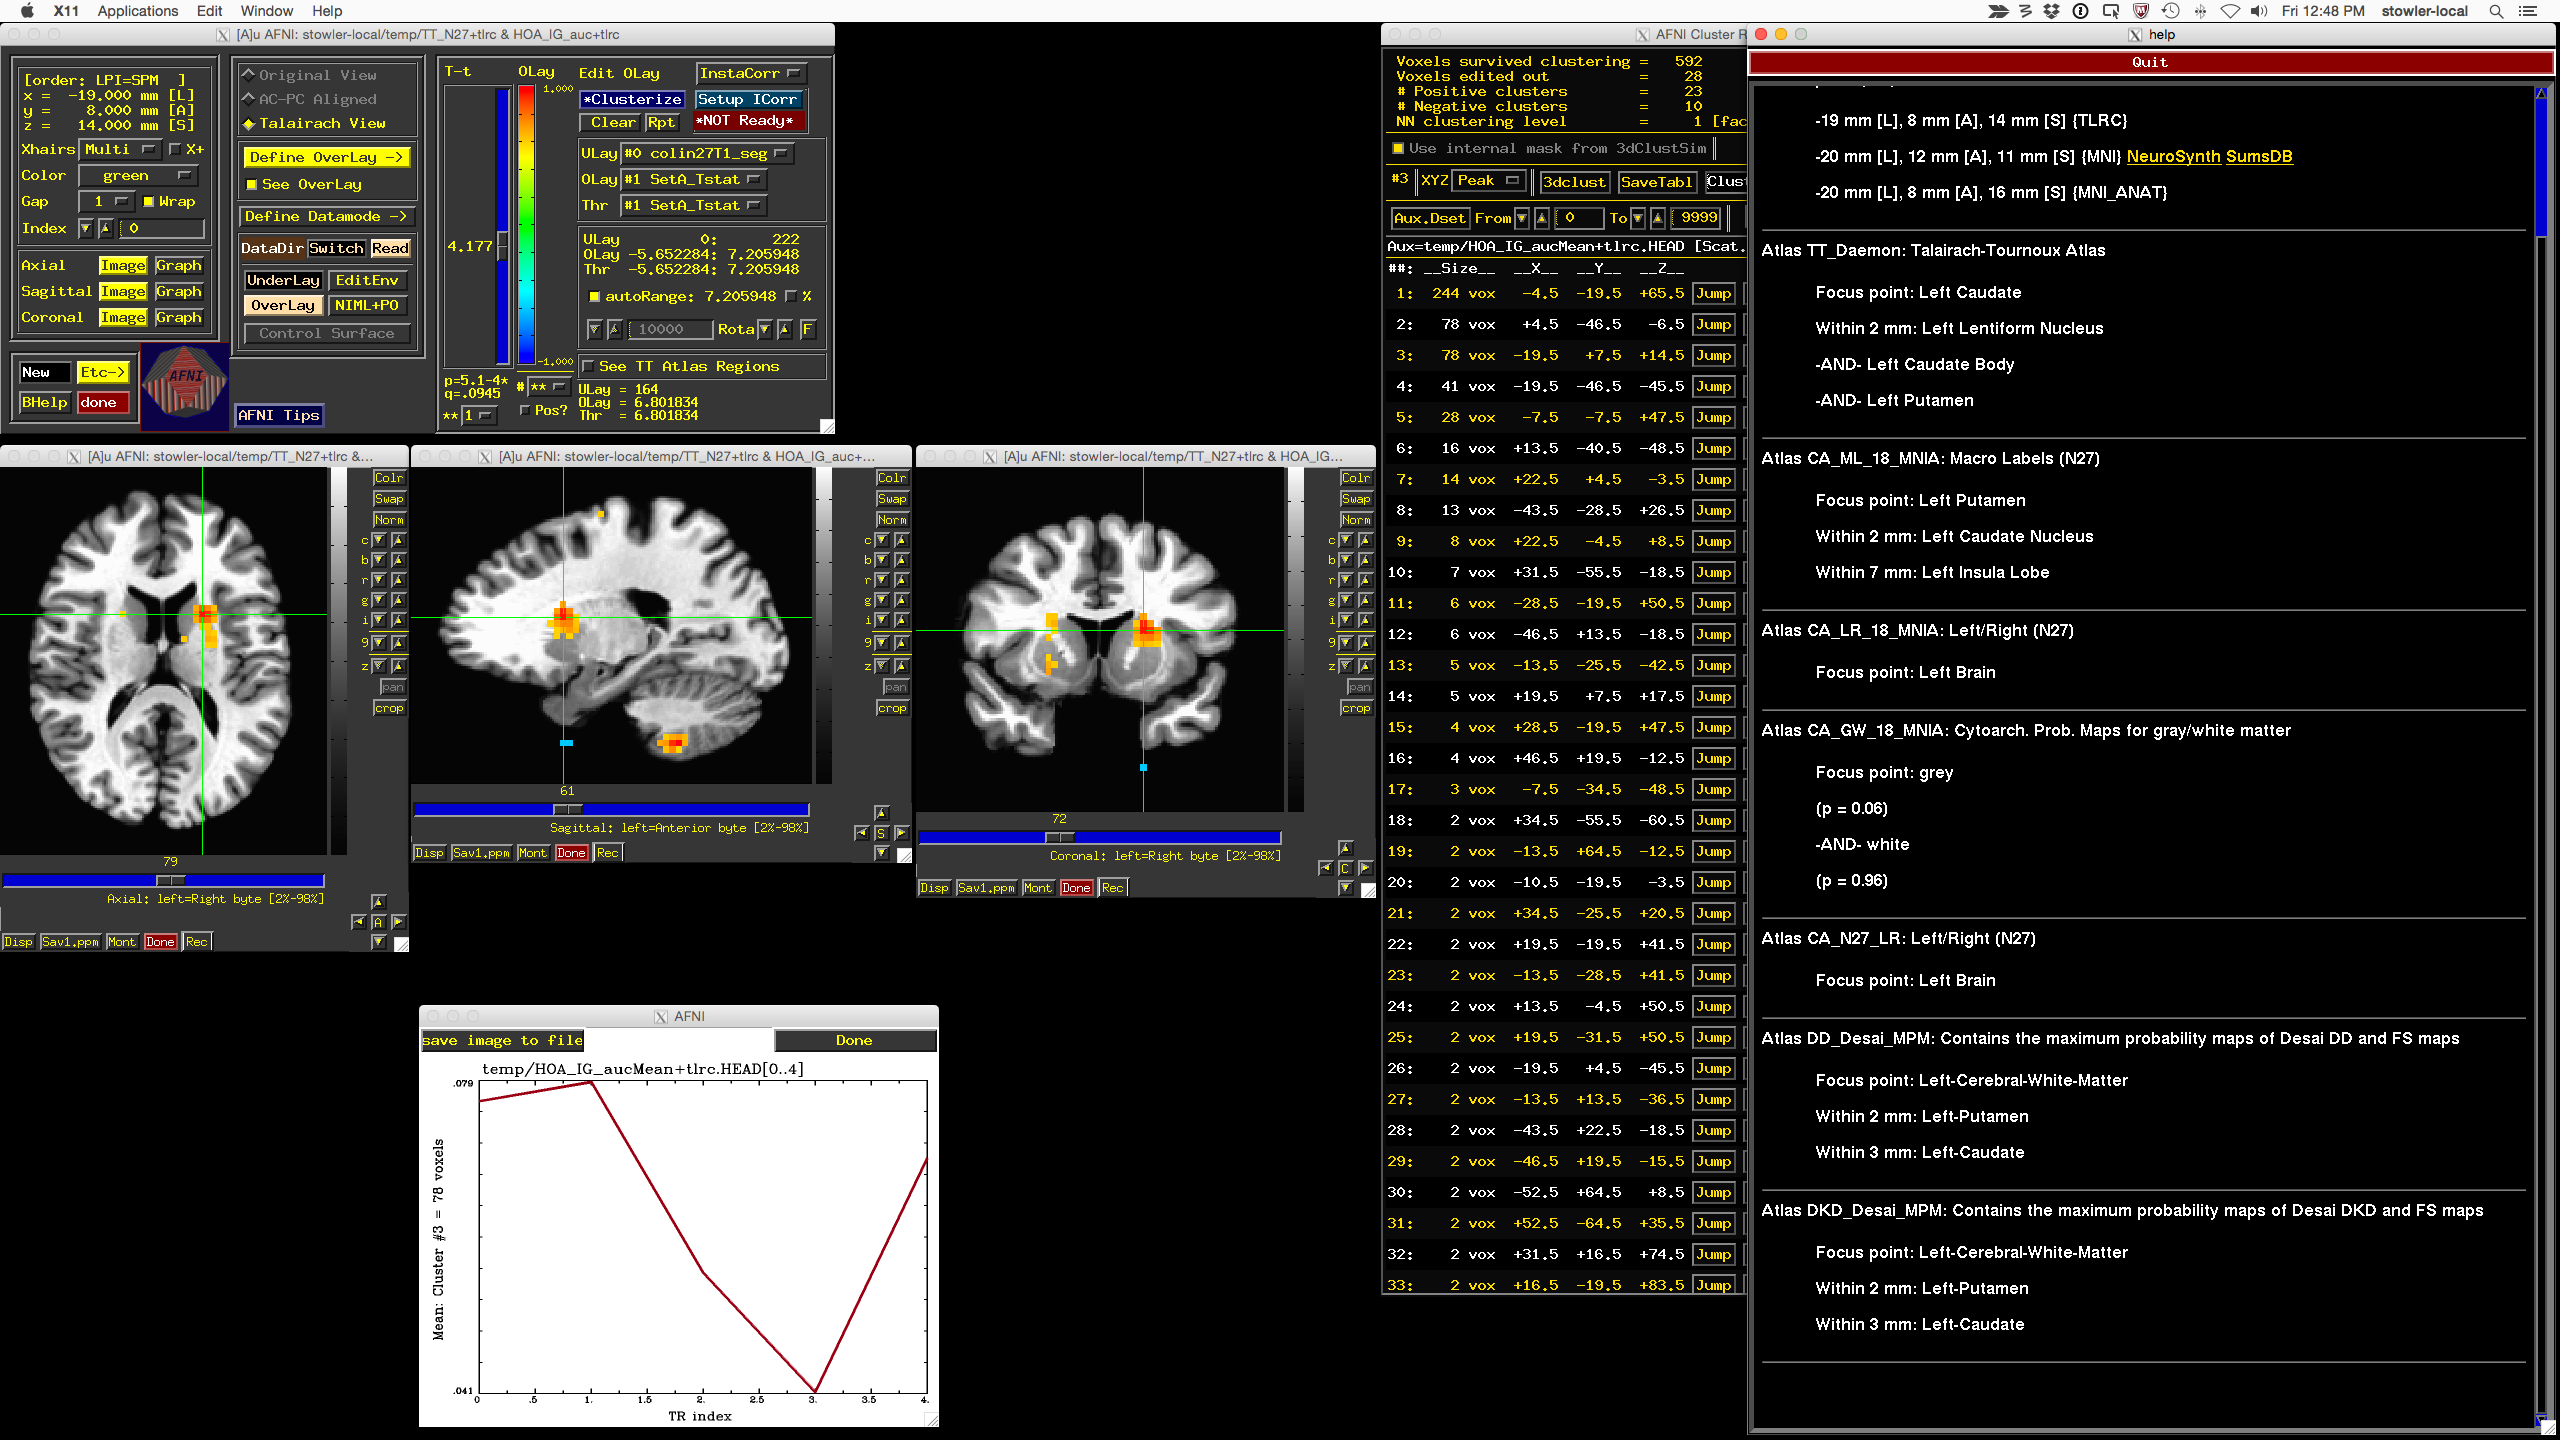 X11 Applications Edit Window Help
Fri 12:48 PM stowler-local
[A]u AFNI: stowler-local/temp/TT_N27+tlrc & HOA_IG_auc+tlrc
[order: LPI=SPM ]
x = -19.000 mm [L]
y = 8.000 mm [A]
z = 14.000 mm [S]
Xhairs Multi X+
Color green
Gap 1 Wrap
Index 0
Axial Image Graph
Sagittal Image Graph
Coronal Image Graph
New Etc->
BHelp done
AFNI
Original View
AC-PC Aligned
Talairach View
Define OverLay ->
See OverLay
Define Datamode ->
DataDir Switch Read
UnderLay EditEnv
OverLay NIML+PO
Control Surface
AFNI Tips
T-t
4.177
p=5.1-4*
q=.0945
** 1
OLay
1.000
-1.000
# **
Pos?
Edit OLay InstaCorr
*Clusterize Setup ICorr
Clear Rpt *NOT Ready*
ULay #0 colin27T1_seg
OLay #1 SetA_Tstat
Thr #1 SetA_Tstat
ULay 0: 222
OLay -5.652284: 7.205948
Thr -5.652284: 7.205948
autoRange: 7.205948 %
10000 Rota F
See TT Atlas Regions
ULay = 164
OLay = 6.801834
Thr = 6.801834
[A]u AFNI: stowler-local/temp/TT_N27+tlrc &...
Colr
Swap
Norm
c
b
r
g
i
9
z
pan
crop
79
Axial: left=Right byte [2%-98%]
A
Disp Sav1.ppm Mont Done Rec
[A]u AFNI: stowler-local/temp/TT_N27+tlrc & HOA_IG_auc+...
Colr
Swap
Norm
c
b
r
g
i
9
z
pan
crop
61
Sagittal: left=Anterior byte [2%-98%]
S
Disp Sav1.ppm Mont Done Rec
[A]u AFNI: stowler-local/temp/TT_N27+tlrc & HOA_IG...
Colr
Swap
Norm
c
b
r
g
i
9
z
pan
crop
72
Coronal: left=Right byte [2%-98%]
C
Disp Sav1.ppm Mont Done Rec
AFNI
save image to file Done
temp/HOA_IG_aucMean+tlrc.HEAD[0..4]
.079
Mean: Cluster #3 = 78 voxels
.041
0 .5 1. 1.5 2. 2.5 3. 3.5 4.
TR index
AFNI Cluster R
Voxels survived clustering = 592
Voxels edited out = 28
# Positive clusters = 23
# Negative clusters = 10
NN clustering level = 1 [fac
Use internal mask from 3dClustSim
#3 XYZ Peak 3dclust SaveTabl Clust
Aux.Dset From 0 To 9999
Aux=temp/HOA_IG_aucMean+tlrc.HEAD [Scat.
##: __Size__ __X__ __Y__ __Z__
1: 244 vox -4.5 -19.5 +65.5 Jump
2: 78 vox +4.5 -46.5 -6.5 Jump
3: 78 vox -19.5 +7.5 +14.5 Jump
4: 41 vox -19.5 -46.5 -45.5 Jump
5: 28 vox -7.5 -7.5 +47.5 Jump
6: 16 vox +13.5 -40.5 -48.5 Jump
7: 14 vox +22.5 +4.5 -3.5 Jump
8: 13 vox -43.5 -28.5 +26.5 Jump
9: 8 vox +22.5 -4.5 +8.5 Jump
10: 7 vox +31.5 -55.5 -18.5 Jump
11: 6 vox -28.5 -19.5 +50.5 Jump
12: 6 vox -46.5 +13.5 -18.5 Jump
13: 5 vox -13.5 -25.5 -42.5 Jump
14: 5 vox +19.5 +7.5 +17.5 Jump
15: 4 vox +28.5 -19.5 +47.5 Jump
16: 4 vox +46.5 +19.5 -12.5 Jump
17: 3 vox -7.5 -34.5 -48.5 Jump
18: 2 vox +34.5 -55.5 -60.5 Jump
19: 2 vox -13.5 +64.5 -12.5 Jump
20: 2 vox -10.5 -19.5 -3.5 Jump
21: 2 vox +34.5 -25.5 +20.5 Jump
22: 2 vox +19.5 -19.5 +41.5 Jump
23: 2 vox -13.5 -28.5 +41.5 Jump
24: 2 vox +13.5 -4.5 +50.5 Jump
25: 2 vox +19.5 -31.5 +50.5 Jump
26: 2 vox -19.5 +4.5 -45.5 Jump
27: 2 vox -13.5 +13.5 -36.5 Jump
28: 2 vox -43.5 +22.5 -18.5 Jump
29: 2 vox -46.5 +19.5 -15.5 Jump
30: 2 vox -52.5 +64.5 +8.5 Jump
31: 2 vox +52.5 -64.5 +35.5 Jump
32: 2 vox +31.5 +16.5 +74.5 Jump
33: 2 vox +16.5 -19.5 +83.5 Jump
help
Quit
-19 mm [L], 8 mm [A], 14 mm [S] {TLRC}
-20 mm [L], 12 mm [A], 11 mm [S] {MNI} NeuroSynth SumsDB
-20 mm [L], 8 mm [A], 16 mm [S] {MNI_ANAT}
Atlas TT_Daemon: Talairach-Tournoux Atlas
Focus point: Left Caudate
Within 2 mm: Left Lentiform Nucleus
-AND- Left Caudate Body
-AND- Left Putamen
Atlas CA_ML_18_MNIA: Macro Labels (N27)
Focus point: Left Putamen
Within 2 mm: Left Caudate Nucleus
Within 7 mm: Left Insula Lobe
Atlas CA_LR_18_MNIA: Left/Right (N27)
Focus point: Left Brain
Atlas CA_GW_18_MNIA: Cytoarch. Prob. Maps for gray/white matter
Focus point: grey
(p = 0.06)
-AND- white
(p = 0.96)
Atlas CA_N27_LR: Left/Right (N27)
Focus point: Left Brain
Atlas DD_Desai_MPM: Contains the maximum probability maps of Desai DD and FS maps
Focus point: Left-Cerebral-White-Matter
Within 2 mm: Left-Putamen
Within 3 mm: Left-Caudate
Atlas DKD_Desai_MPM: Contains the maximum probability maps of Desai DKD and FS maps
Focus point: Left-Cerebral-White-Matter
Within 2 mm: Left-Putamen
Within 3 mm: Left-Caudate